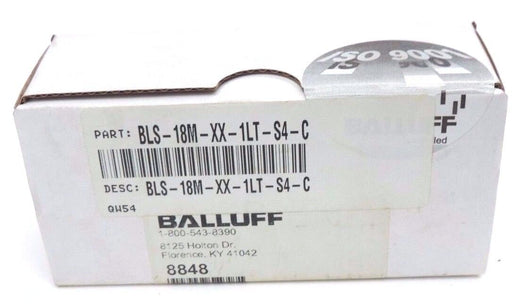 ISO 9001
BALLUFF
PART: BLS-18M-XX-1LT-S4-C
DESC: BLS-18M-XX-1LT-S4-C
QW54
BALLUFF
1-800-543-8390
8125 Holton Dr.
Florence, KY 41042
8848